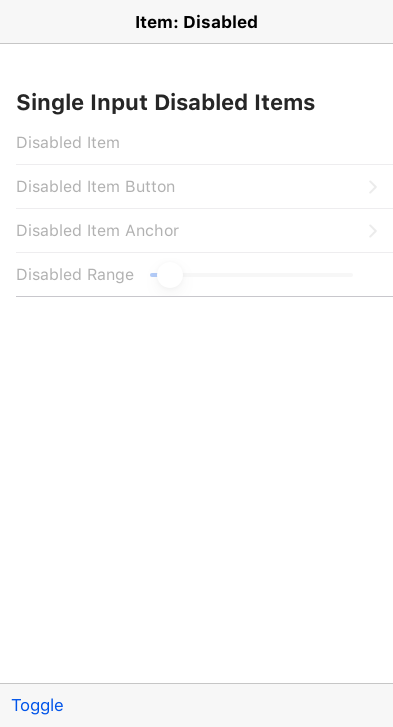 Item: Disabled
Single Input Disabled Items
Disabled Item
Disabled Item Button
Disabled Item Anchor
Disabled Range
Toggle